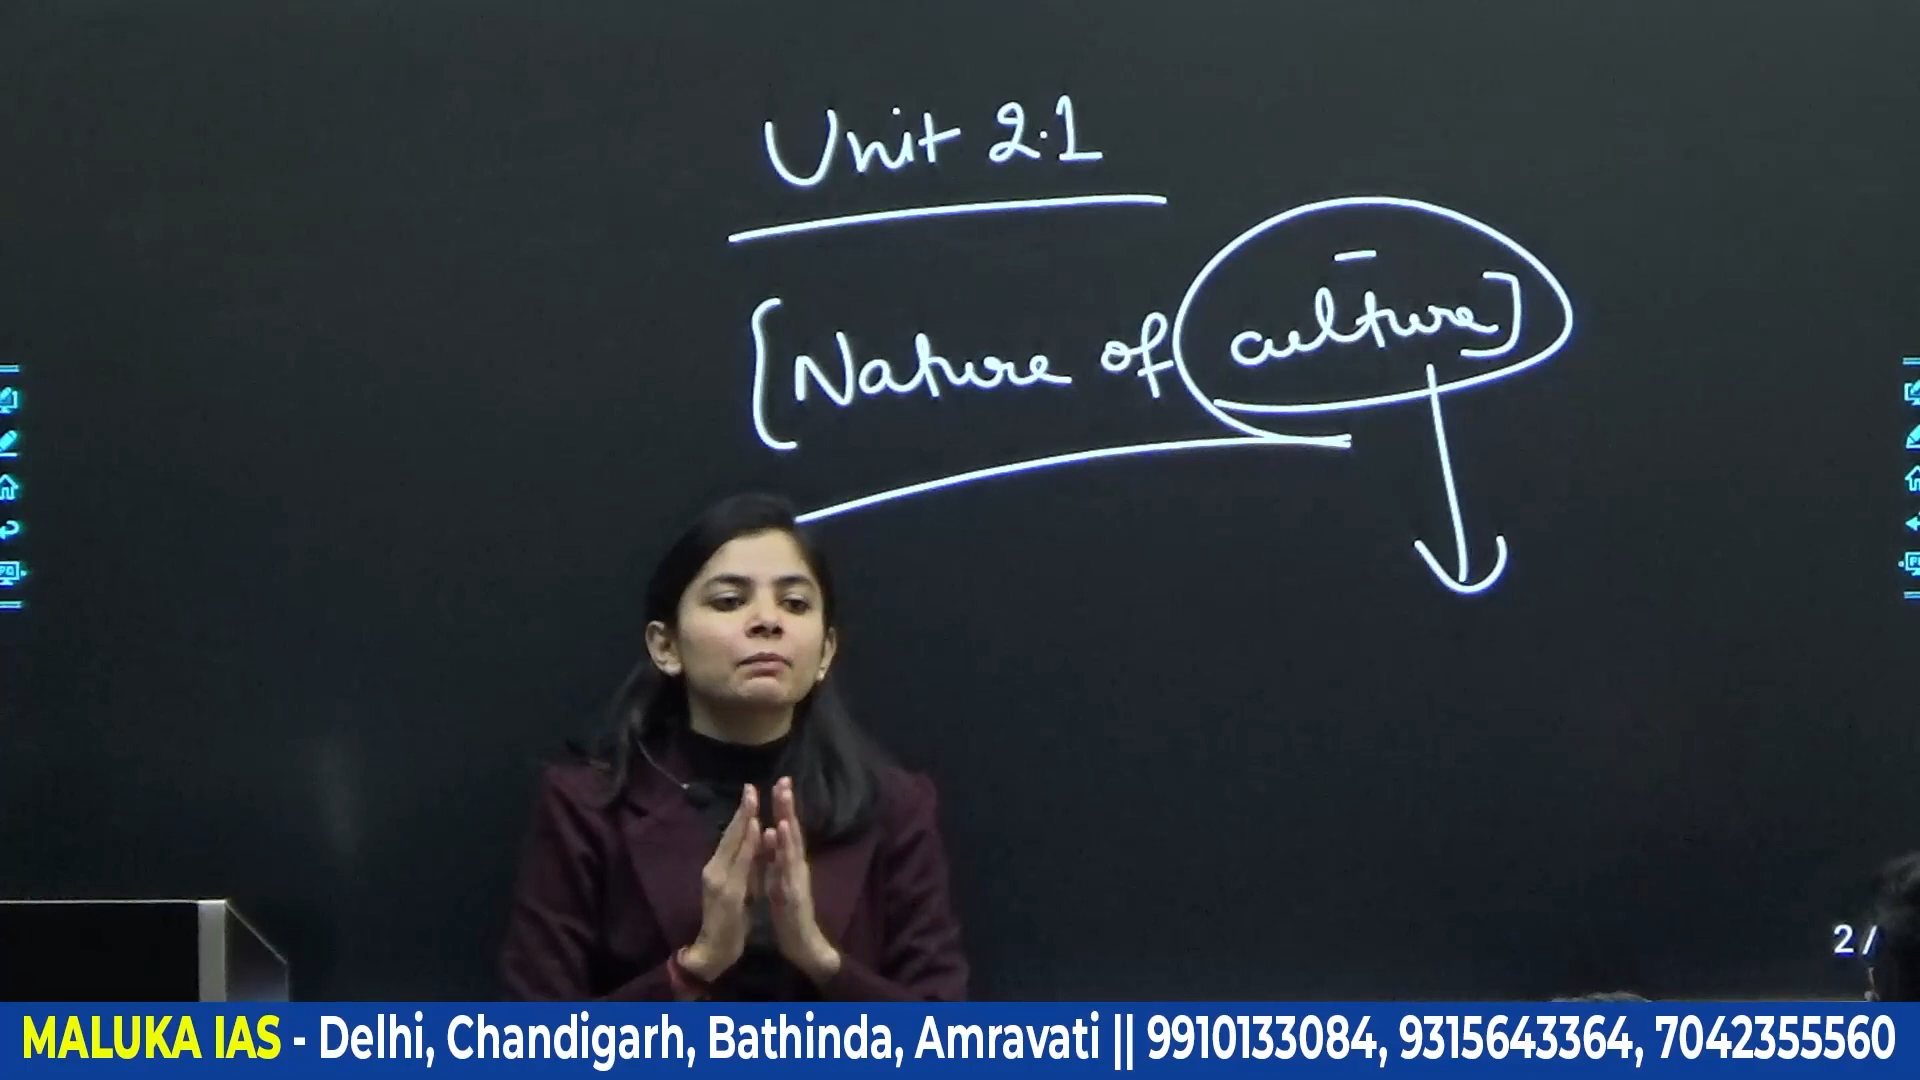 Unit 2.1
[Nature of culture]
2 /
MALUKA IAS - Delhi, Chandigarh, Bathinda, Amravati || 9910133084, 9315643364, 7042355560